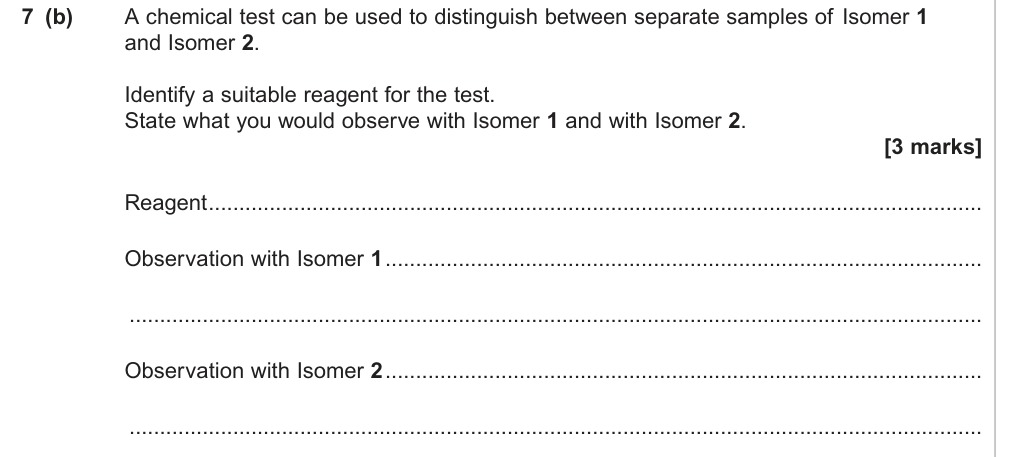 7 (b) A chemical test can be used to distinguish between separate samples of Isomer 1
and Isomer 2.
Identify a suitable reagent for the test.
State what you would observe with Isomer 1 and with Isomer 2.
[3 marks]
Reagent
Observation with Isomer 1
Observation with Isomer 2